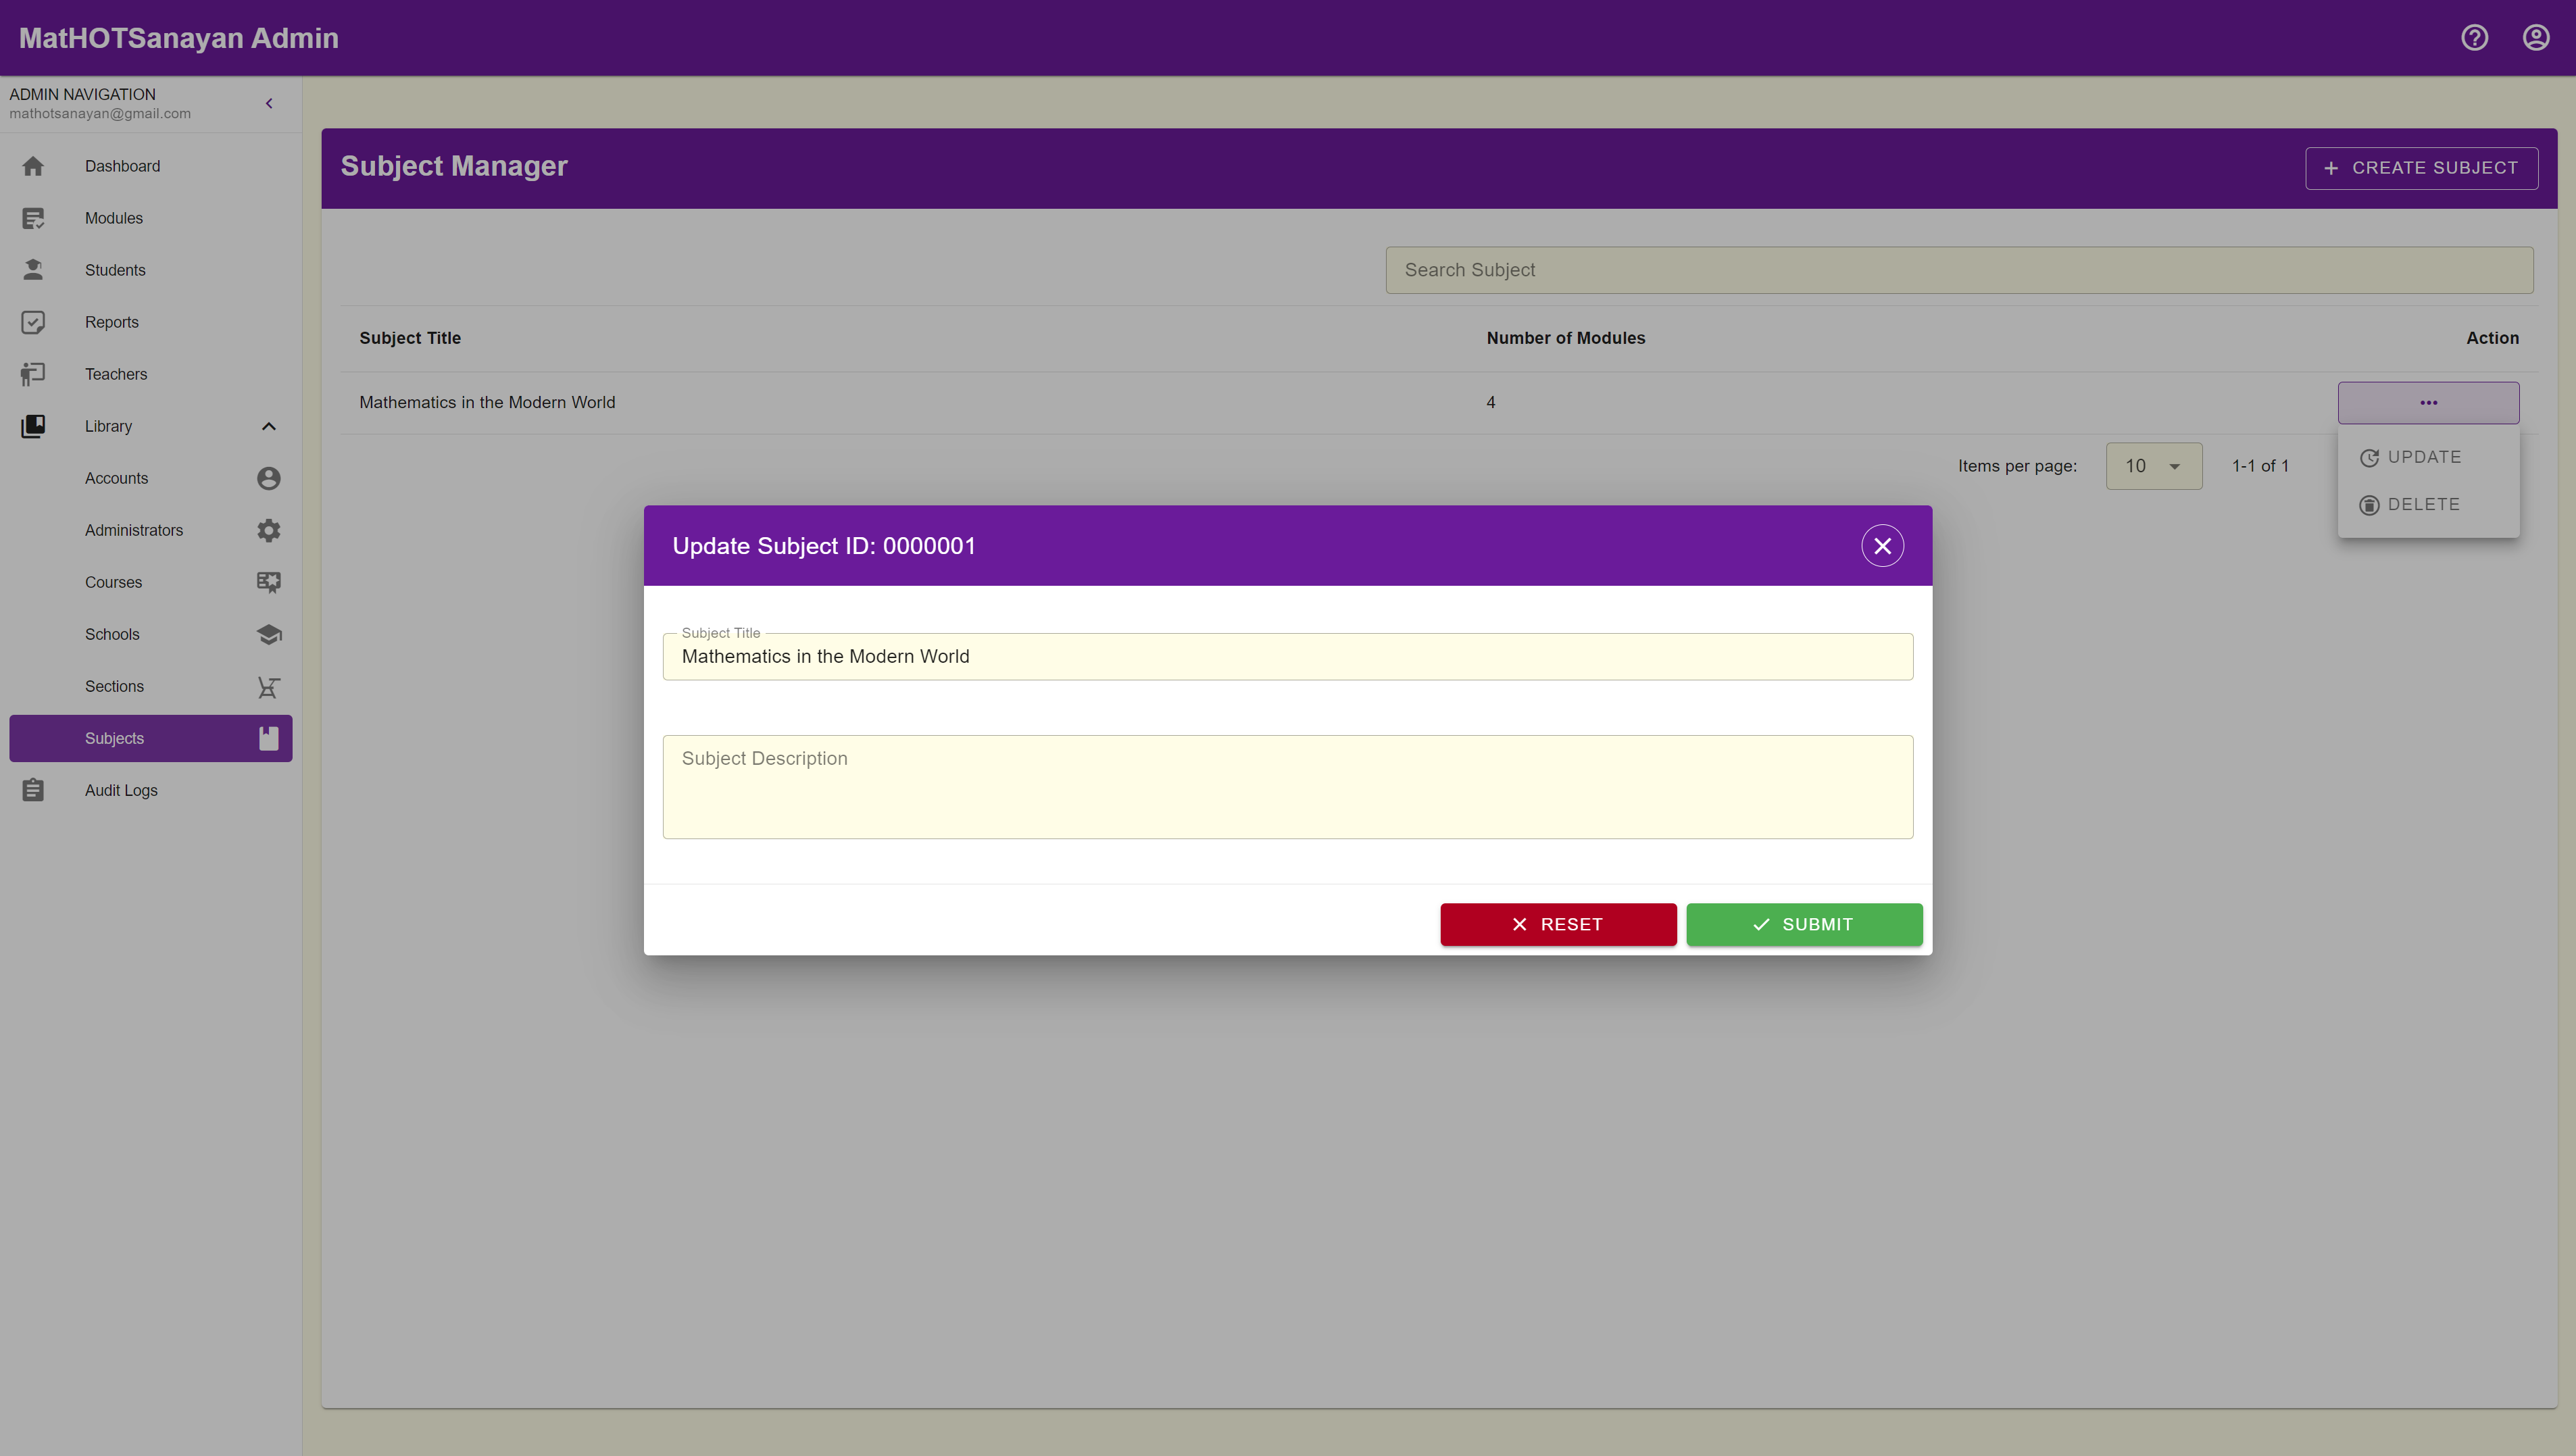 MatHOTSanayan Admin
ADMIN NAVIGATION
mathotsanayan@gmail.com
Dashboard
Modules
Students
Reports
Teachers
Library
Accounts
Administrators
Courses
Schools
Sections
Subjects
Audit Logs
Subject Manager
CREATE SUBJECT
Search Subject
Subject Title Number of Modules Action
Mathematics in the Modern World 4
Items per page: 10 1-1 of 1
UPDATE
DELETE
Update Subject ID: 0000001
Subject Title
Mathematics in the Modern World
Subject Description
RESET SUBMIT